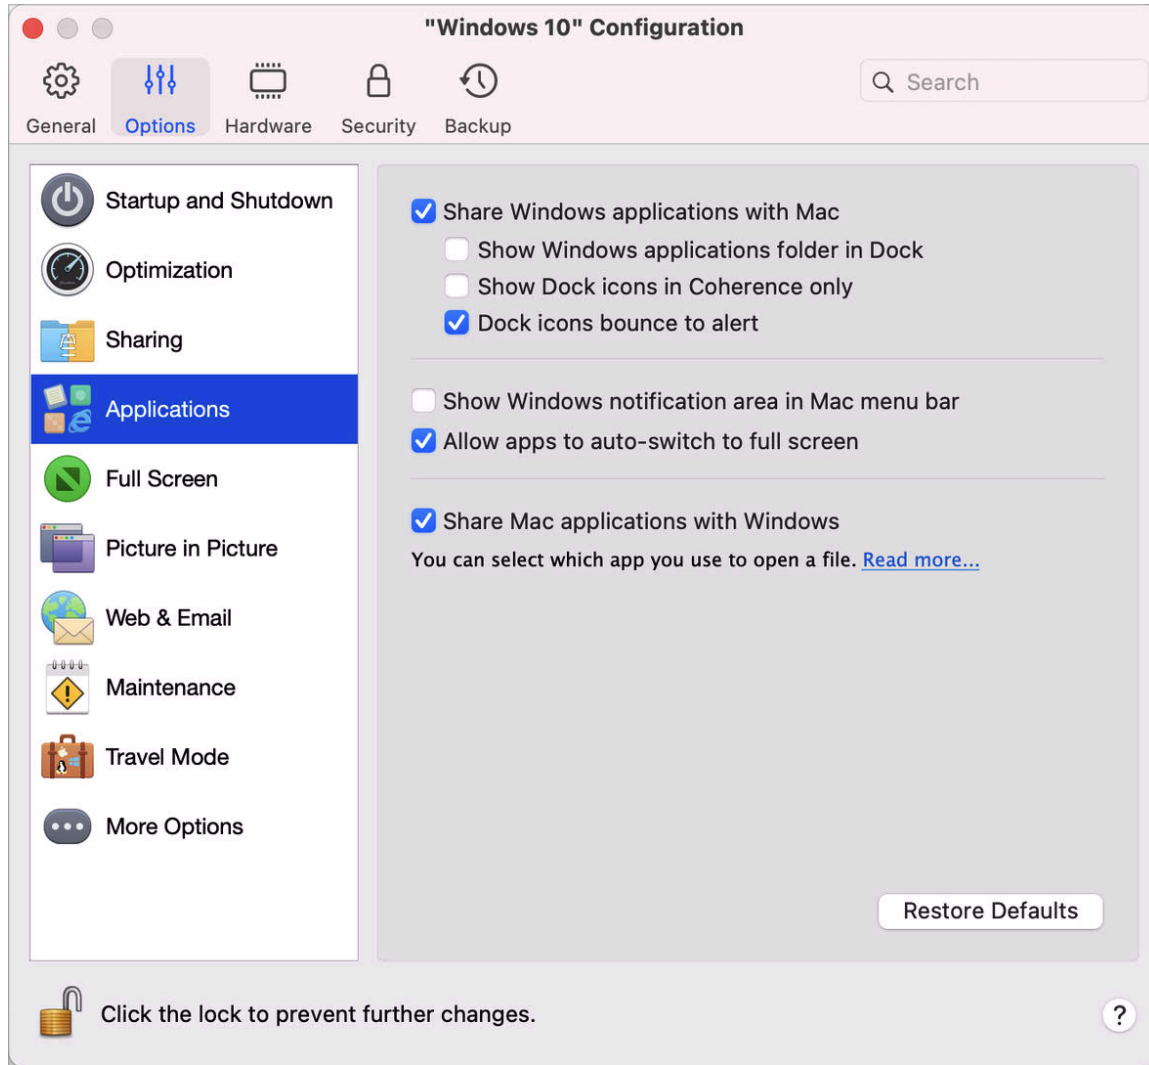 "Windows 10" Configuration
General
Options
Hardware
Security
Backup
Search
Startup and Shutdown
Optimization
Sharing
Applications
Full Screen
Picture in Picture
Web & Email
Maintenance
Travel Mode
More Options
Share Windows applications with Mac
Show Windows applications folder in Dock
Show Dock icons in Coherence only
Dock icons bounce to alert
Show Windows notification area in Mac menu bar
Allow apps to auto-switch to full screen
Share Mac applications with Windows
You can select which app you use to open a file. Read more...
Restore Defaults
Click the lock to prevent further changes.
?